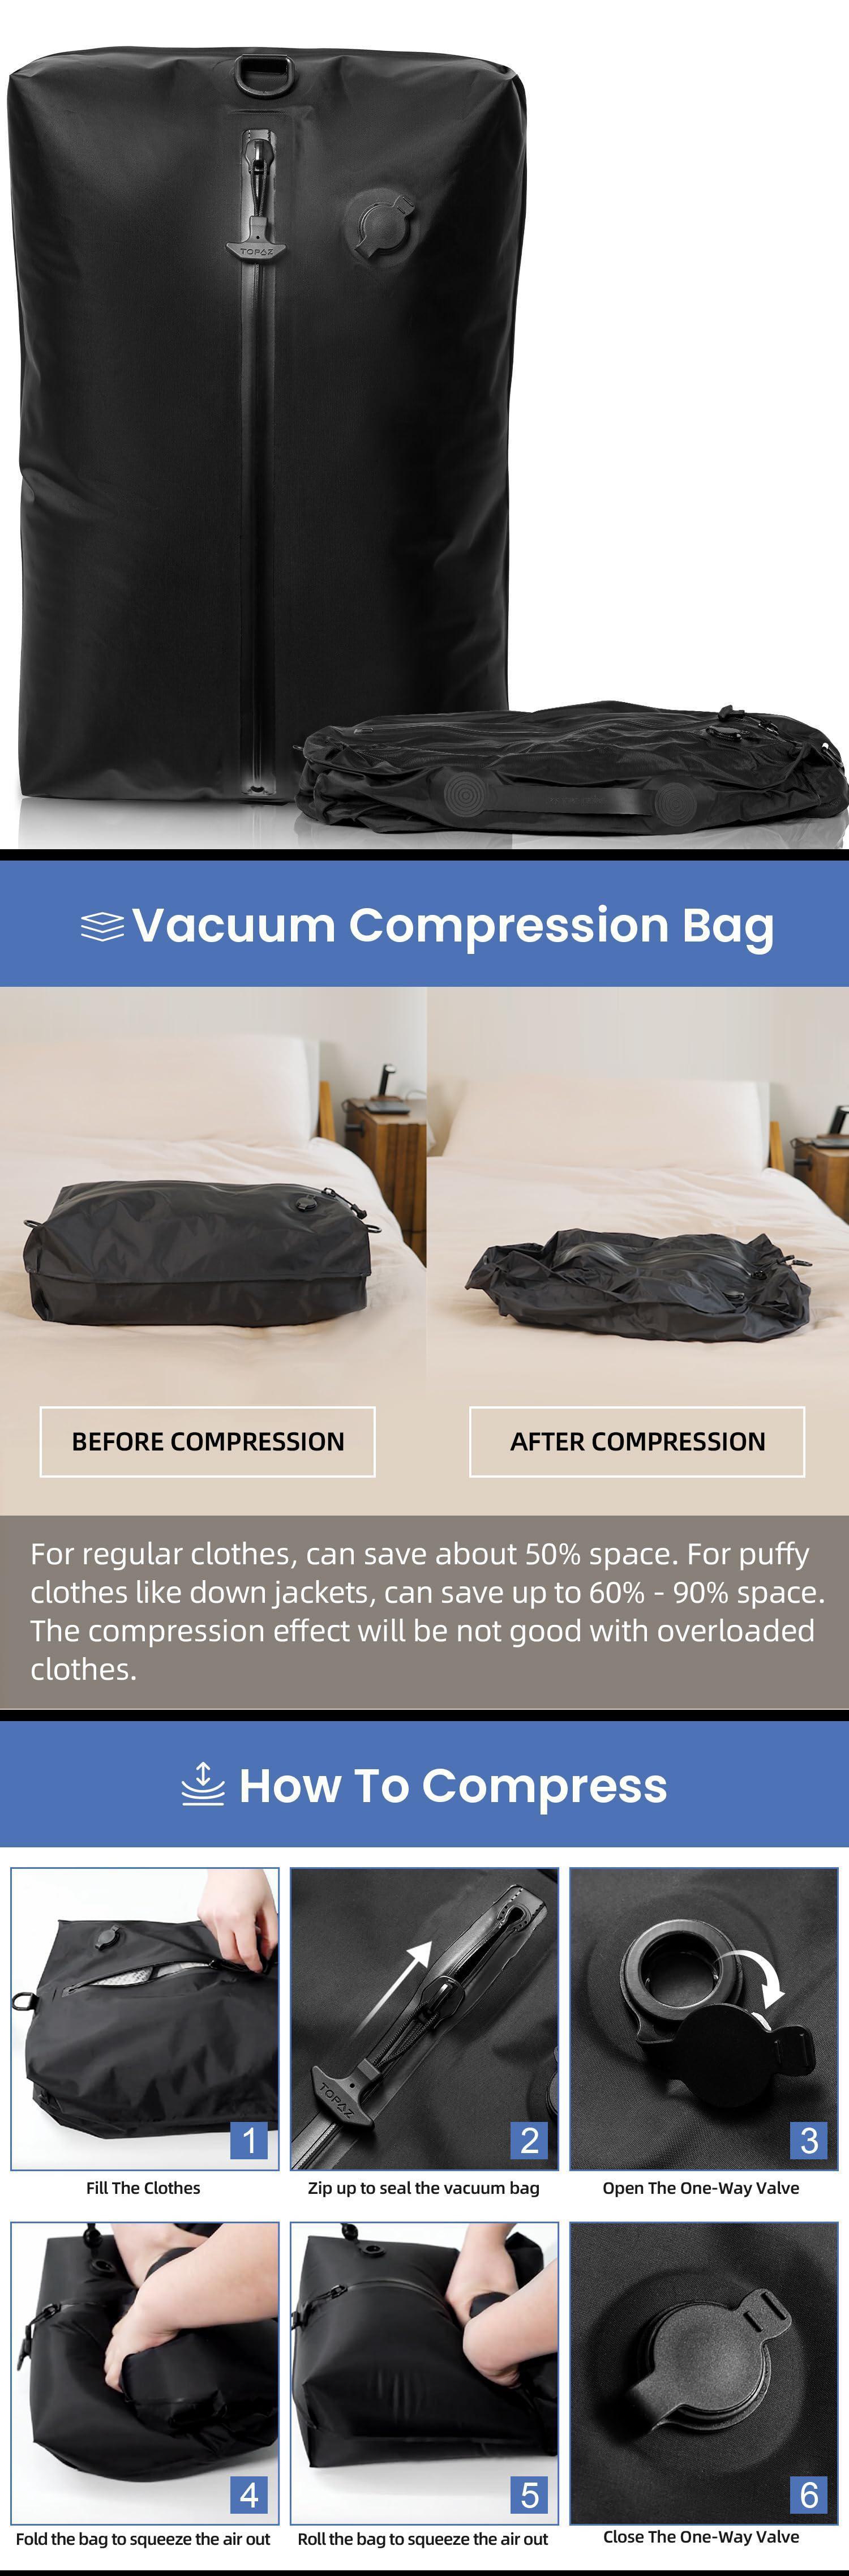 TOPAZ
Vacuum Compression Bag
BEFORE COMPRESSION
AFTER COMPRESSION
For regular clothes, can save about 50% space. For puffy
clothes like down jackets, can save up to 60% - 90% space.
The compression effect will be not good with overloaded
clothes.
How To Compress
TOPAZ
1
2
3
Fill The Clothes
Zip up to seal the vacuum bag
Open The One-Way Valve
4
5
6
Fold the bag to squeeze the air out
Roll the bag to squeeze the air out
Close The One-Way Valve